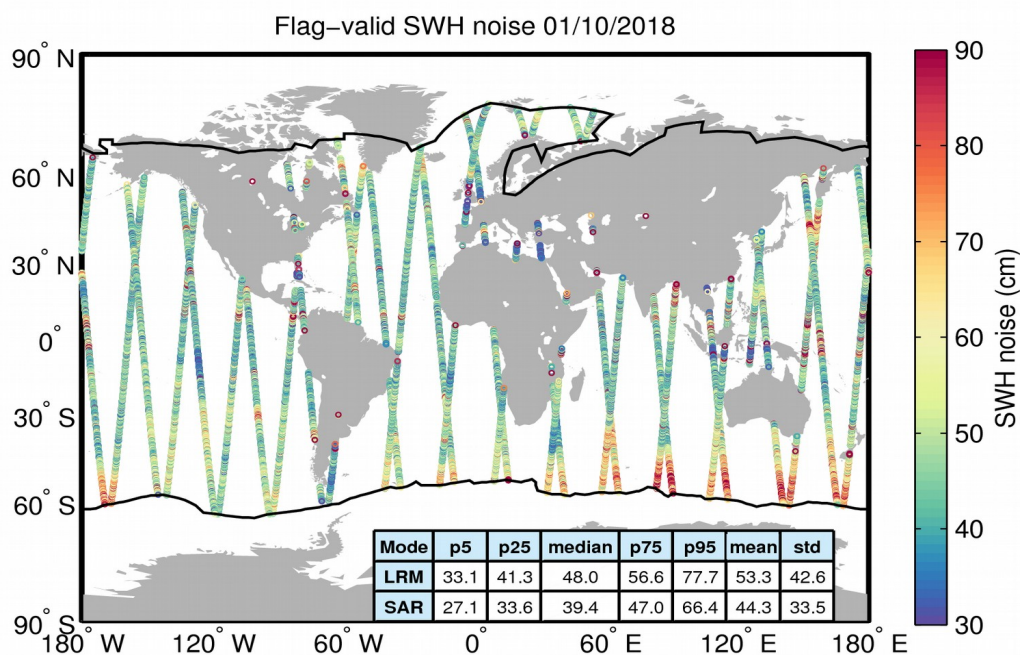 Flag−valid SWH noise 01/10/2018
90° N
60° N
30° N
0°
30° S
60° S
90° S
180° W
120° W
60° W
0°
60° E
120° E
180° E
Mode p5 p25 median p75 p95 mean std
LRM 33.1 41.3 48.0 56.6 77.7 53.3 42.6
SAR 27.1 33.6 39.4 47.0 66.4 44.3 33.5
90
80
70
60
50
40
30
SWH noise (cm)